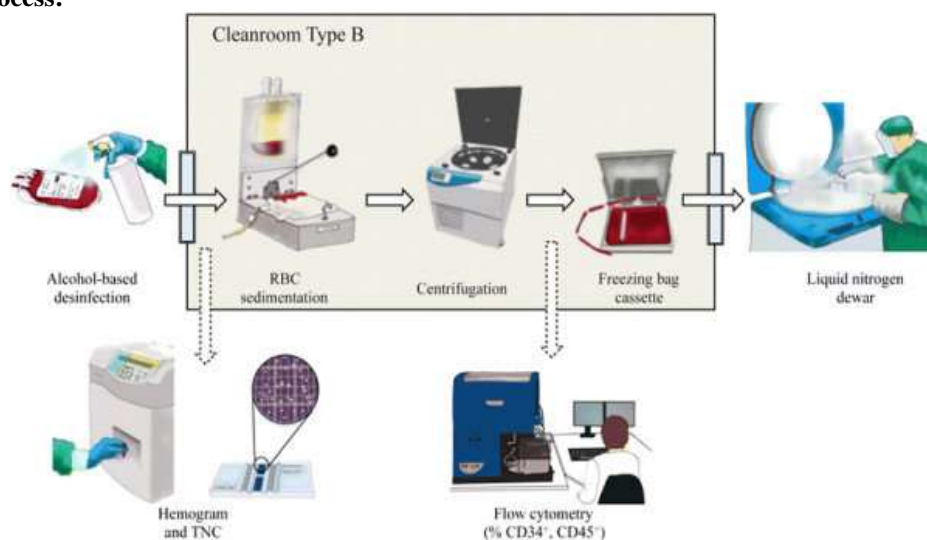 ocess?
Cleanroom Type B
Alcohol-based
desinfection
RBC
sedimentation
Centrifugation
Freezing bag
cassette
Liquid nitrogen
dewar
Hemogram
and TNC
Flow cytometry
(% CD34⁺, CD45⁺)